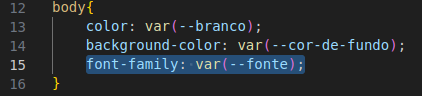 12 body{
13 color: var(--branco);
14 background-color: var(--cor-de-fundo);
15 font-family: var(--fonte);
16 }